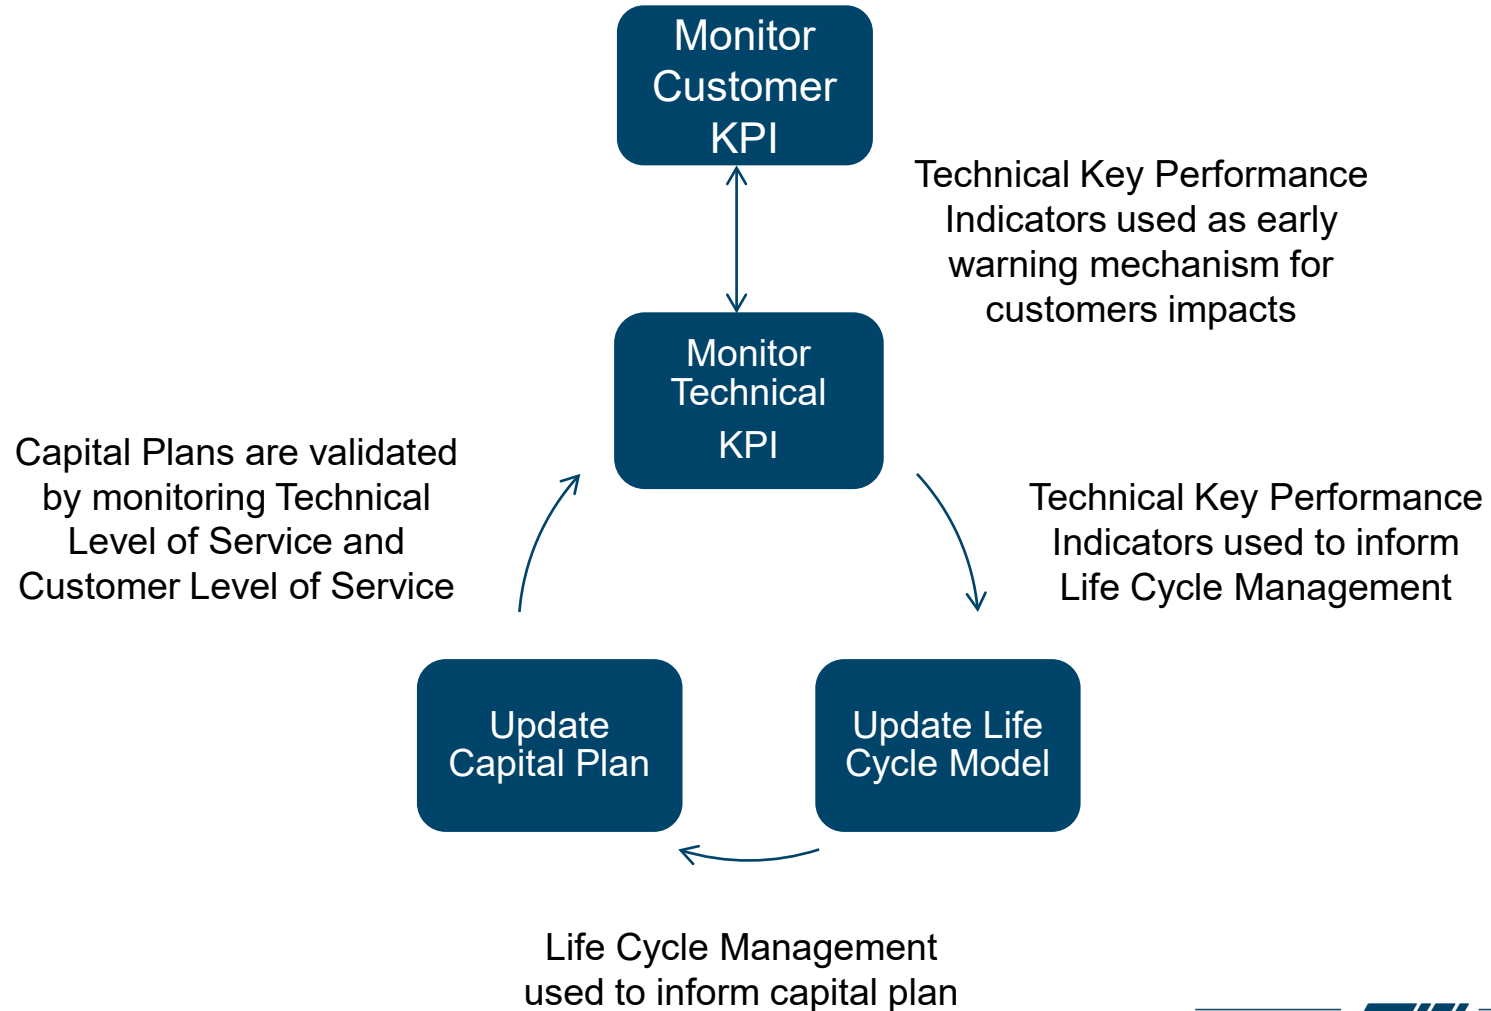 Monitor
Customer
KPI
Technical Key Performance
Indicators used as early
warning mechanism for
customers impacts
Monitor
Technical
KPI
Capital Plans are validated
by monitoring Technical
Level of Service and
Customer Level of Service
Technical Key Performance
Indicators used to inform
Life Cycle Management
Update
Capital Plan
Update Life
Cycle Model
Life Cycle Management
used to inform capital plan